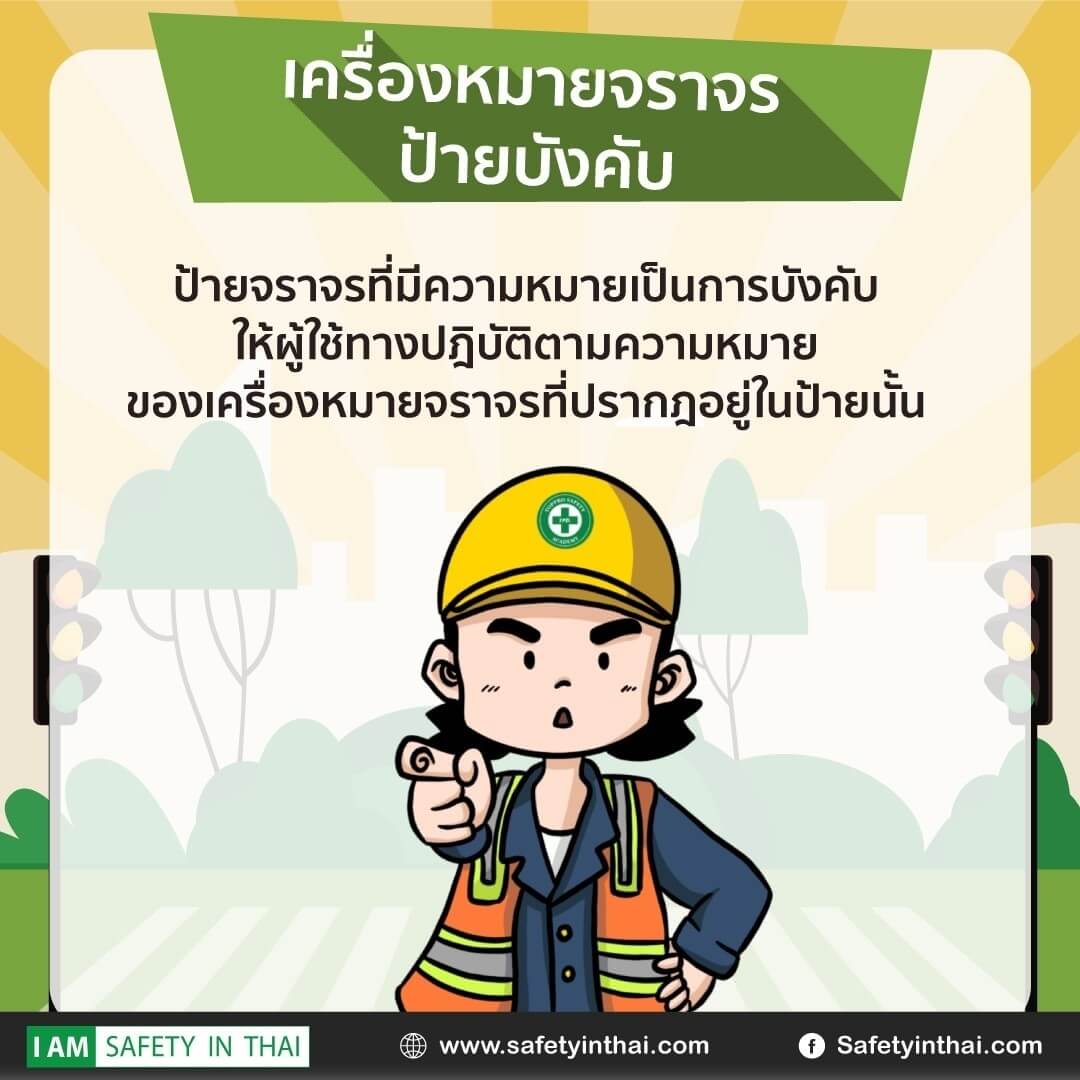 เครื่องหมายจราจร
ป้ายบังคับ
ป้ายจราจรที่มีความหมายเป็นการบังคับ
ให้ผู้ใช้ทางปฎิบัติตามความหมาย
ของเครื่องหมายจราจรที่ปรากฎอยู่ในป้ายนั้น
I AM SAFETY IN THAI
www.safetyinthai.com
Safetyinthai.com